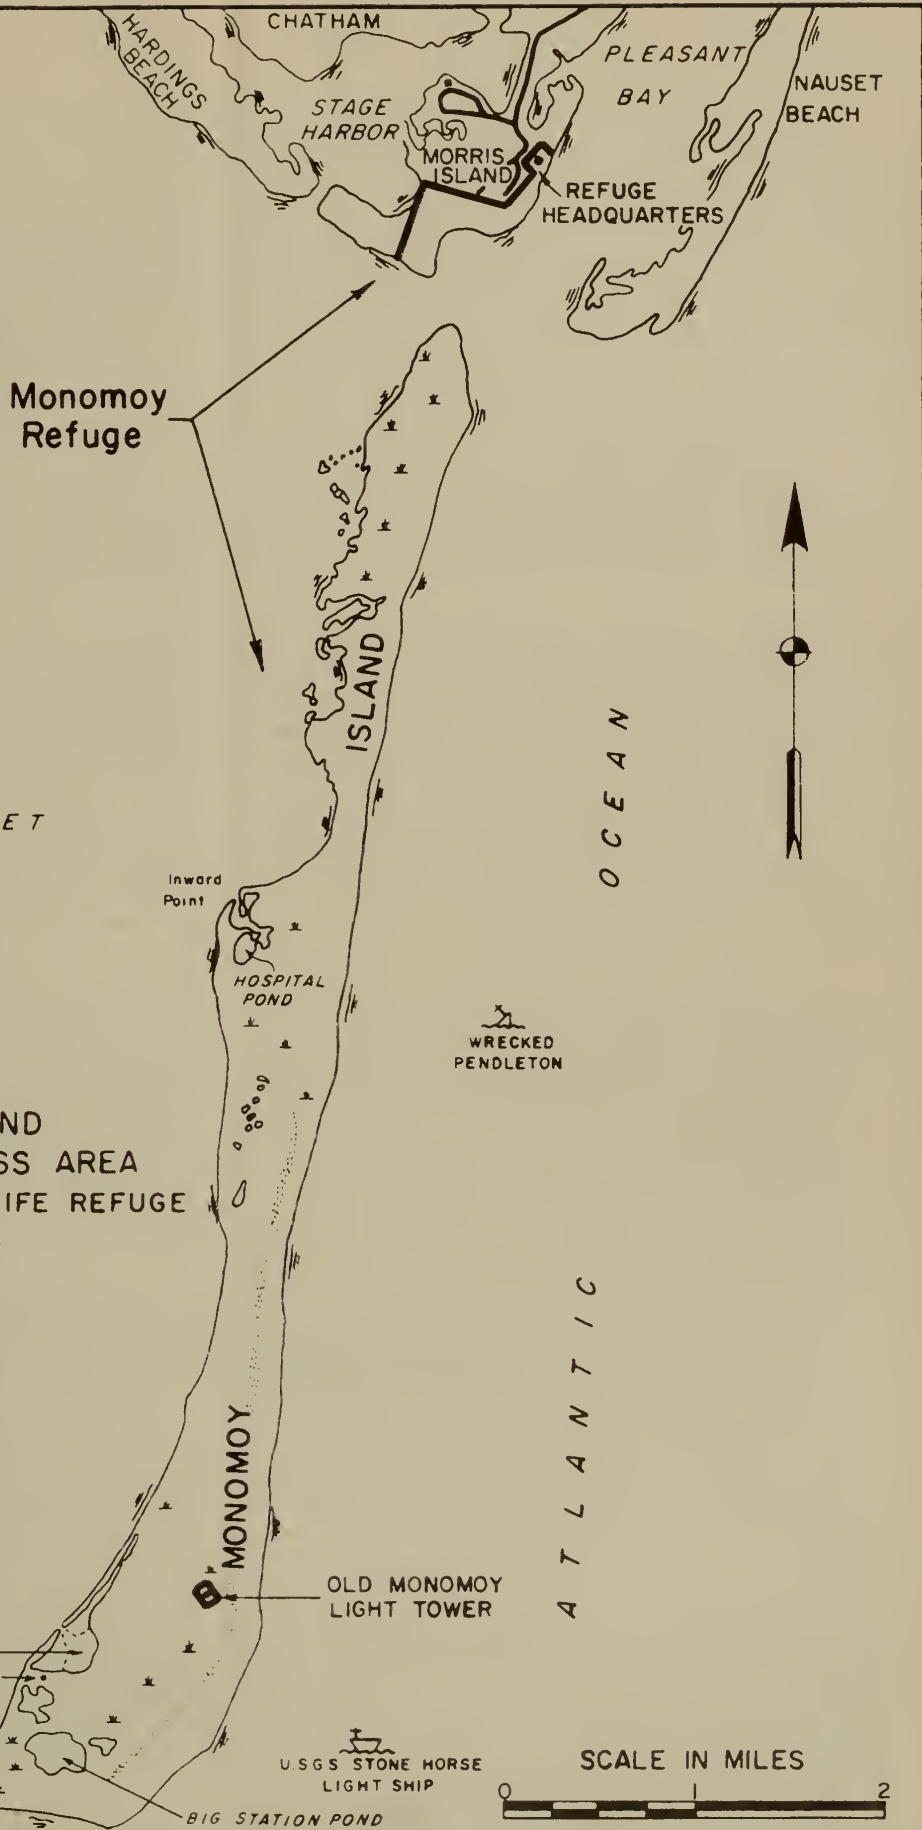 CHATHAM
HARDINGS
BEACH
PLEASANT
BAY
NAUSET
BEACH
STAGE
HARBOR
MORRIS
ISLAND
REFUGE
HEADQUARTERS
Monomoy
Refuge
ISLAND
OCEAN
ET
Inward
Point
HOSPITAL
POND
WRECKED
PENDLETON
ND
SS AREA
IFE REFUGE
ATLANTIC
MONOMOY
OLD MONOMOY
LIGHT TOWER
U.S.G.S STONE HORSE
LIGHT SHIP
SCALE IN MILES
0 1 2
BIG STATION POND